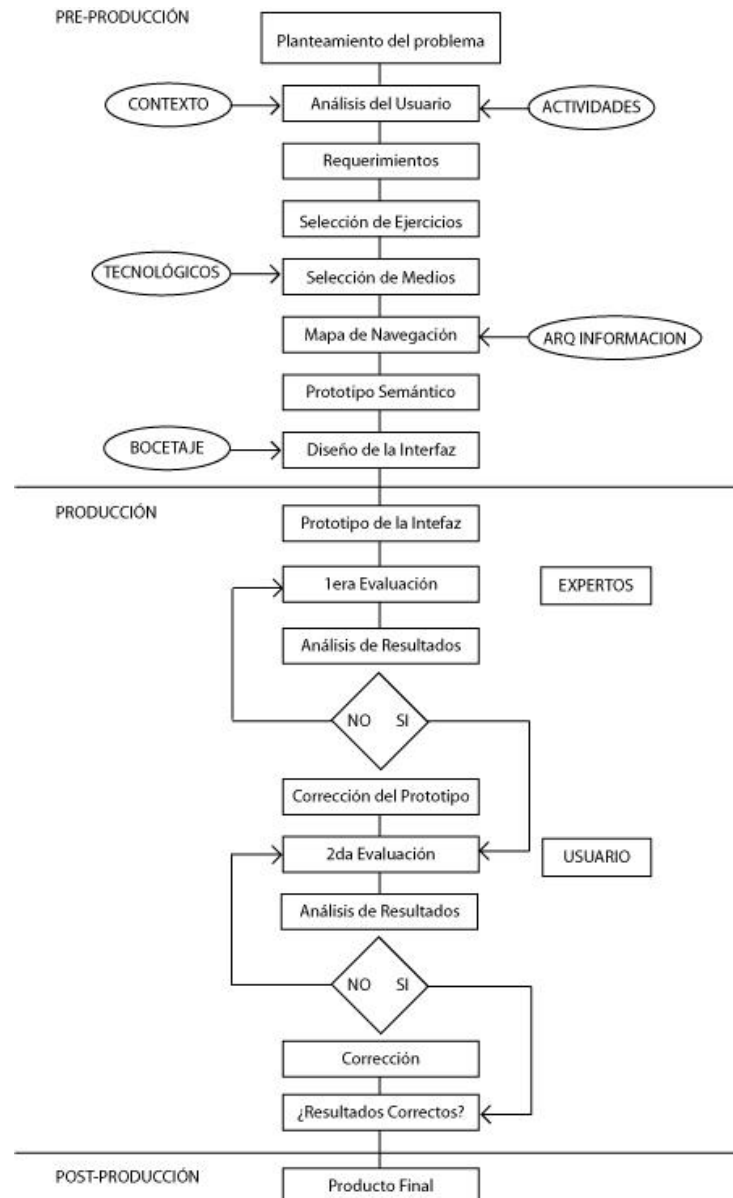 PRE-PRODUCCIÓN
Planteamiento del problema
CONTEXTO
Análisis del Usuario
ACTIVIDADES
Requerimientos
Selección de Ejercicios
TECNOLÓGICOS
Selección de Medios
Mapa de Navegación
ARQ INFORMACION
Prototipo Semántico
BOCETAJE
Diseño de la Interfaz
PRODUCCIÓN
Prototipo de la Intefaz
1era Evaluación
EXPERTOS
Análisis de Resultados
NO SI
Corrección del Prototipo
2da Evaluación
USUARIO
Análisis de Resultados
NO SI
Corrección
¿Resultados Correctos?
POST-PRODUCCIÓN
Producto Final